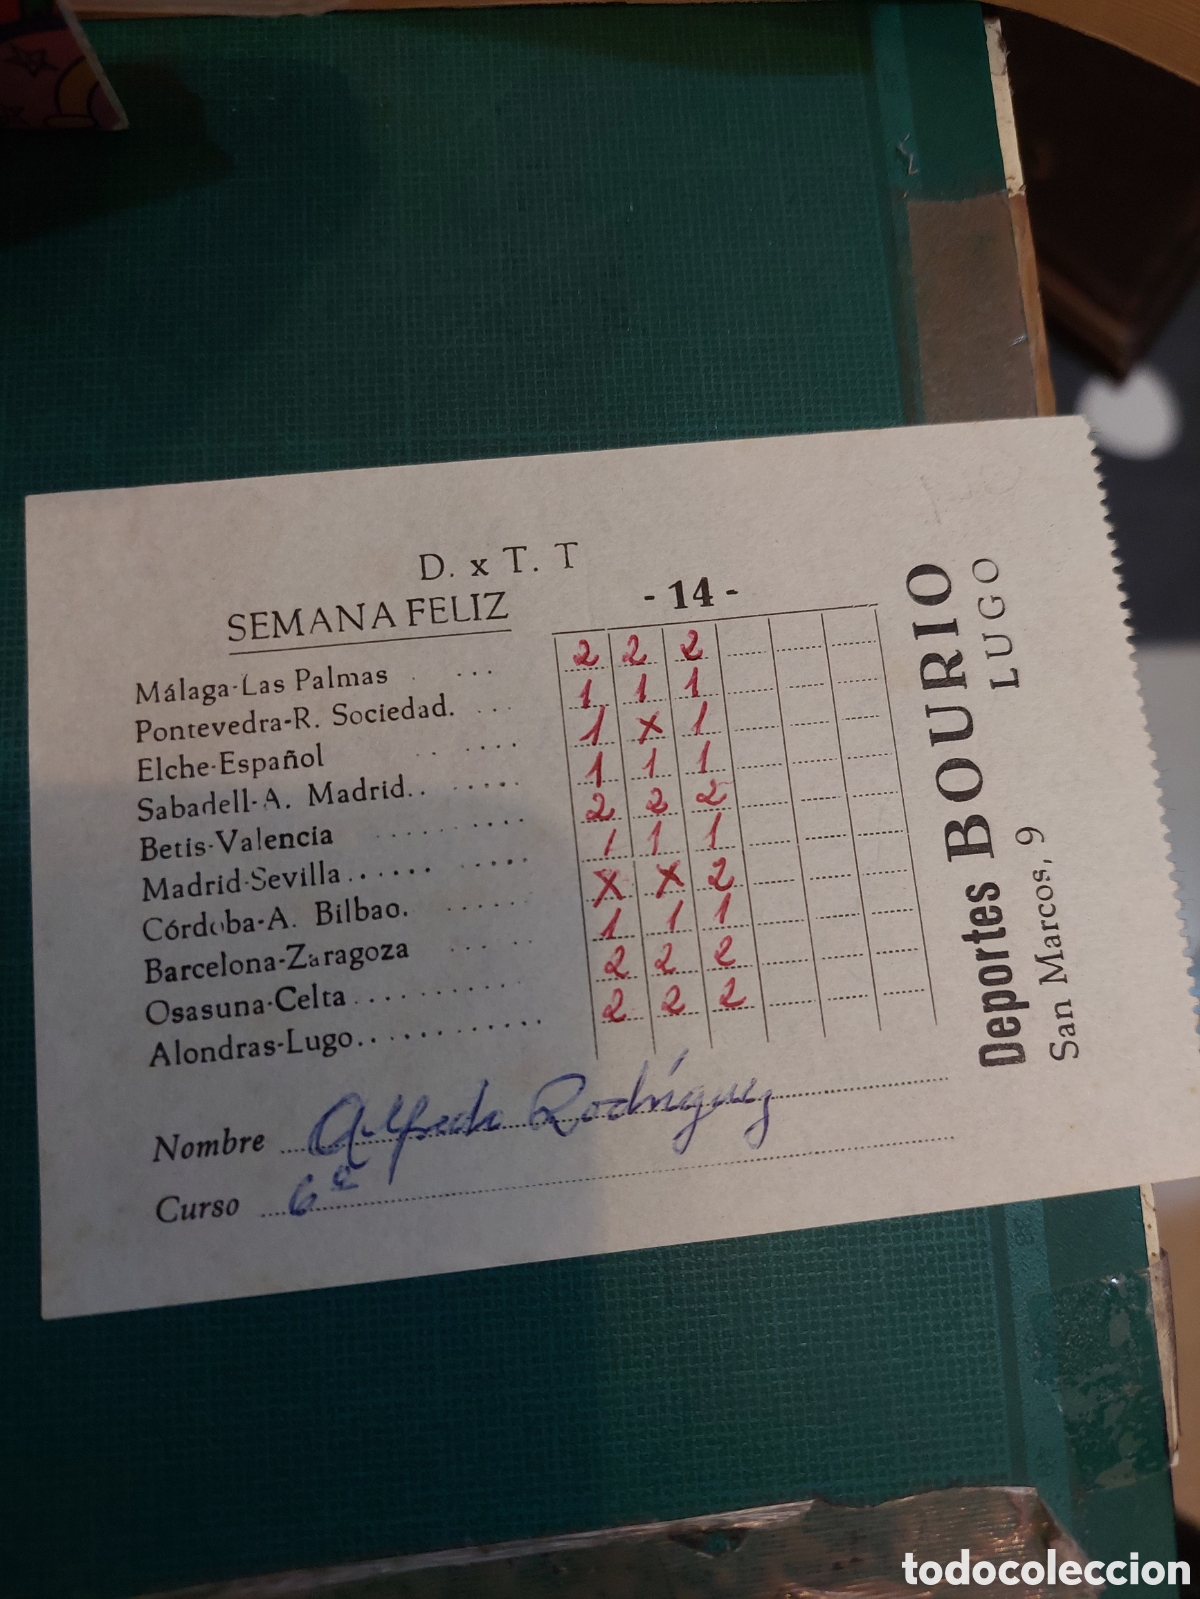 D. x T. T
SEMANA FELIZ
- 14 -
Málaga-Las Palmas . ... 2 2 2
Pontevedra-R. Sociedad. ... 1 1 1
Elche-Español .. .... 1 X 1
Sabadell-A. Madrid.. ..... 1 1 1
Betis-Valencia .......... 2 2 2
Madrid-Sevilla...... .... 1 1 1
Córdoba-A. Bilbao. ...... X X 2
Barcelona-Zaragoza .... .. 1 1 1
Osasuna-Celta ........... 2 2 2
Alondras-Lugo............ 2 2 2
Nombre Alfredo Rodríguez
Curso 6º
Deportes BOURIO
LUGO
San Marcos, 9
todocoleccion